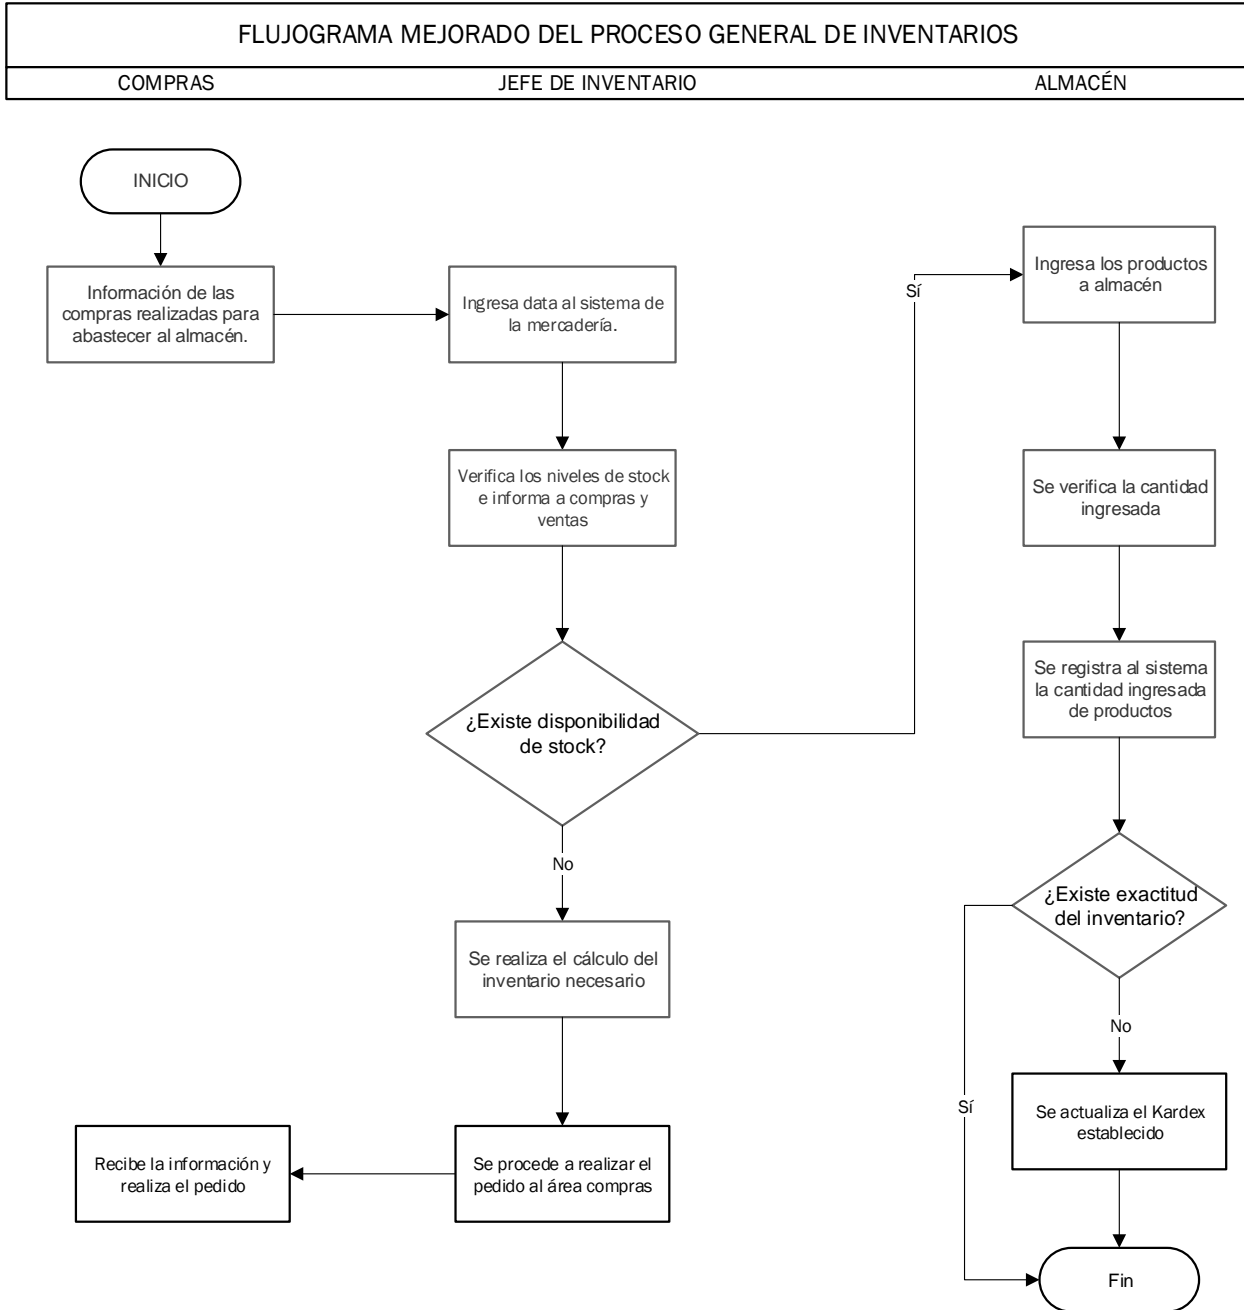 FLUJOGRAMA MEJORADO DEL PROCESO GENERAL DE INVENTARIOS
COMPRAS
JEFE DE INVENTARIO
ALMACÉN
INICIO
Información de las
compras realizadas para
abastecer al almacén.
Ingresa data al sistema de
la mercadería.
Verifica los niveles de stock
e informa a compras y
ventas
¿Existe disponibilidad
de stock?
No
Se realiza el cálculo del
inventario necesario
Se procede a realizar el
pedido al área compras
Recibe la información y
realiza el pedido
Sí
Ingresa los productos
a almacén
Se verifica la cantidad
ingresada
Se registra al sistema
la cantidad ingresada
de productos
¿Existe exactitud
del inventario?
No
Sí
Se actualiza el Kardex
establecido
Fin